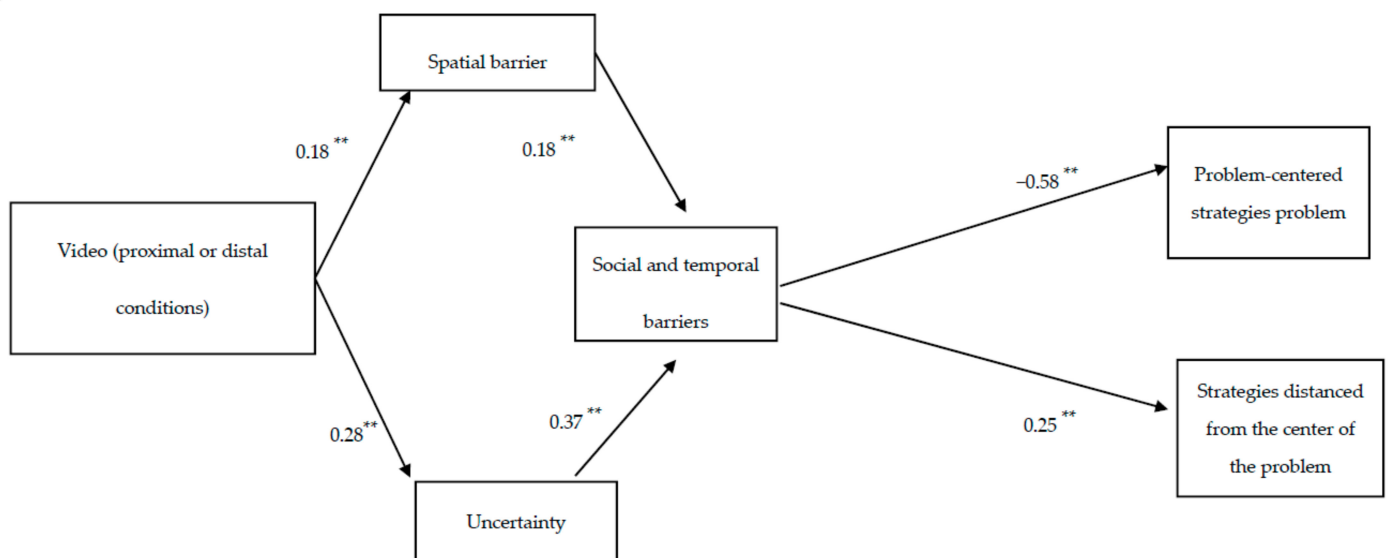 Spatial barrier
0.18 **
0.18 **
Video (proximal or distal
conditions)
Social and temporal
barriers
−0.58 **
Problem-centered
strategies problem
0.28**
0.37 **
0.25 **
Strategies distanced
from the center of
the problem
Uncertainty